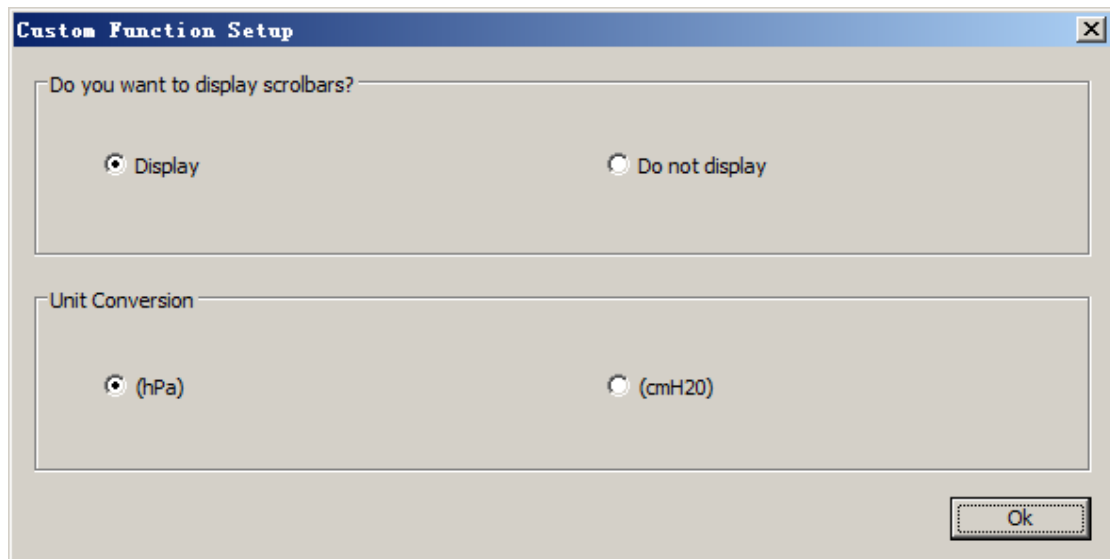 Custom Function Setup
Do you want to display scrolbars?
Display Do not display
Unit Conversion
(hPa) (cmH20)
Ok